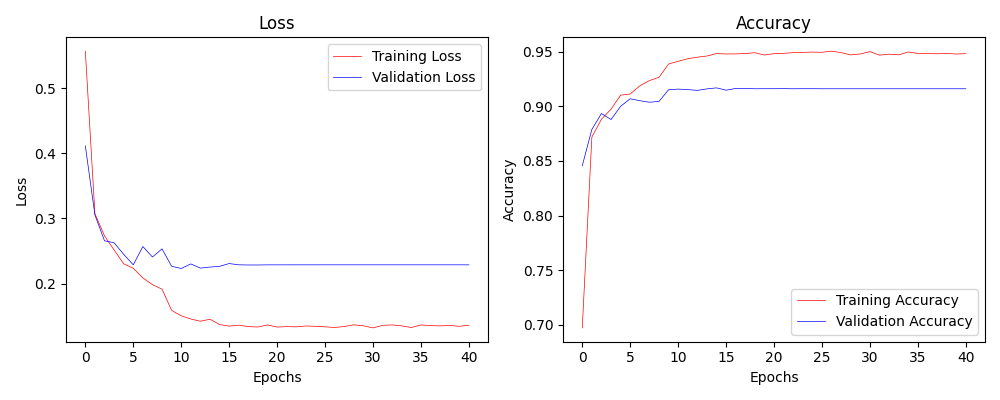 Loss
Training Loss
Validation Loss
0.5
0.4
0.3
0.2
Loss
0 5 10 15 20 25 30 35 40
Epochs
Accuracy
0.95
0.90
0.85
0.80
0.75
0.70
Accuracy
Training Accuracy
Validation Accuracy
0 5 10 15 20 25 30 35 40
Epochs